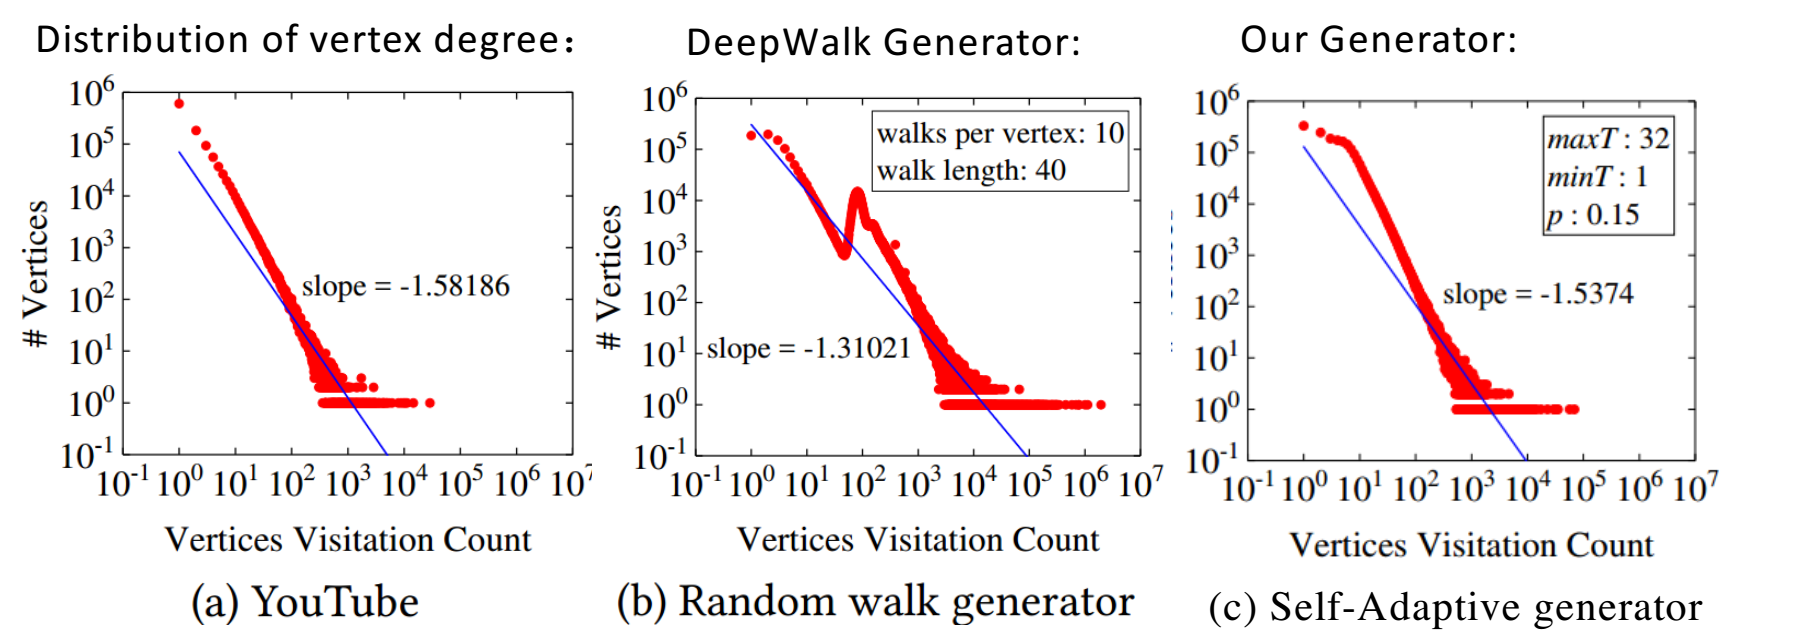 Distribution of vertex degree:
10^6
10^5
10^4
10^3
10^2
10^1
10^0
10^-1
# Vertices
slope = -1.58186
10^-1 10^0 10^1 10^2 10^3 10^4 10^5 10^6 10^7
Vertices Visitation Count
(a) YouTube
DeepWalk Generator:
10^6
10^5
10^4
10^3
10^2
10^1
10^0
10^-1
# Vertices
walks per vertex: 10
walk length: 40
slope = -1.31021
10^-1 10^0 10^1 10^2 10^3 10^4 10^5 10^6 10^7
Vertices Visitation Count
(b) Random walk generator
Our Generator:
10^6
10^5
10^4
10^3
10^2
10^1
10^0
10^-1
maxT : 32
minT : 1
p : 0.15
slope = -1.5374
10^-1 10^0 10^1 10^2 10^3 10^4 10^5 10^6 10^7
Vertices Visitation Count
(c) Self-Adaptive generator